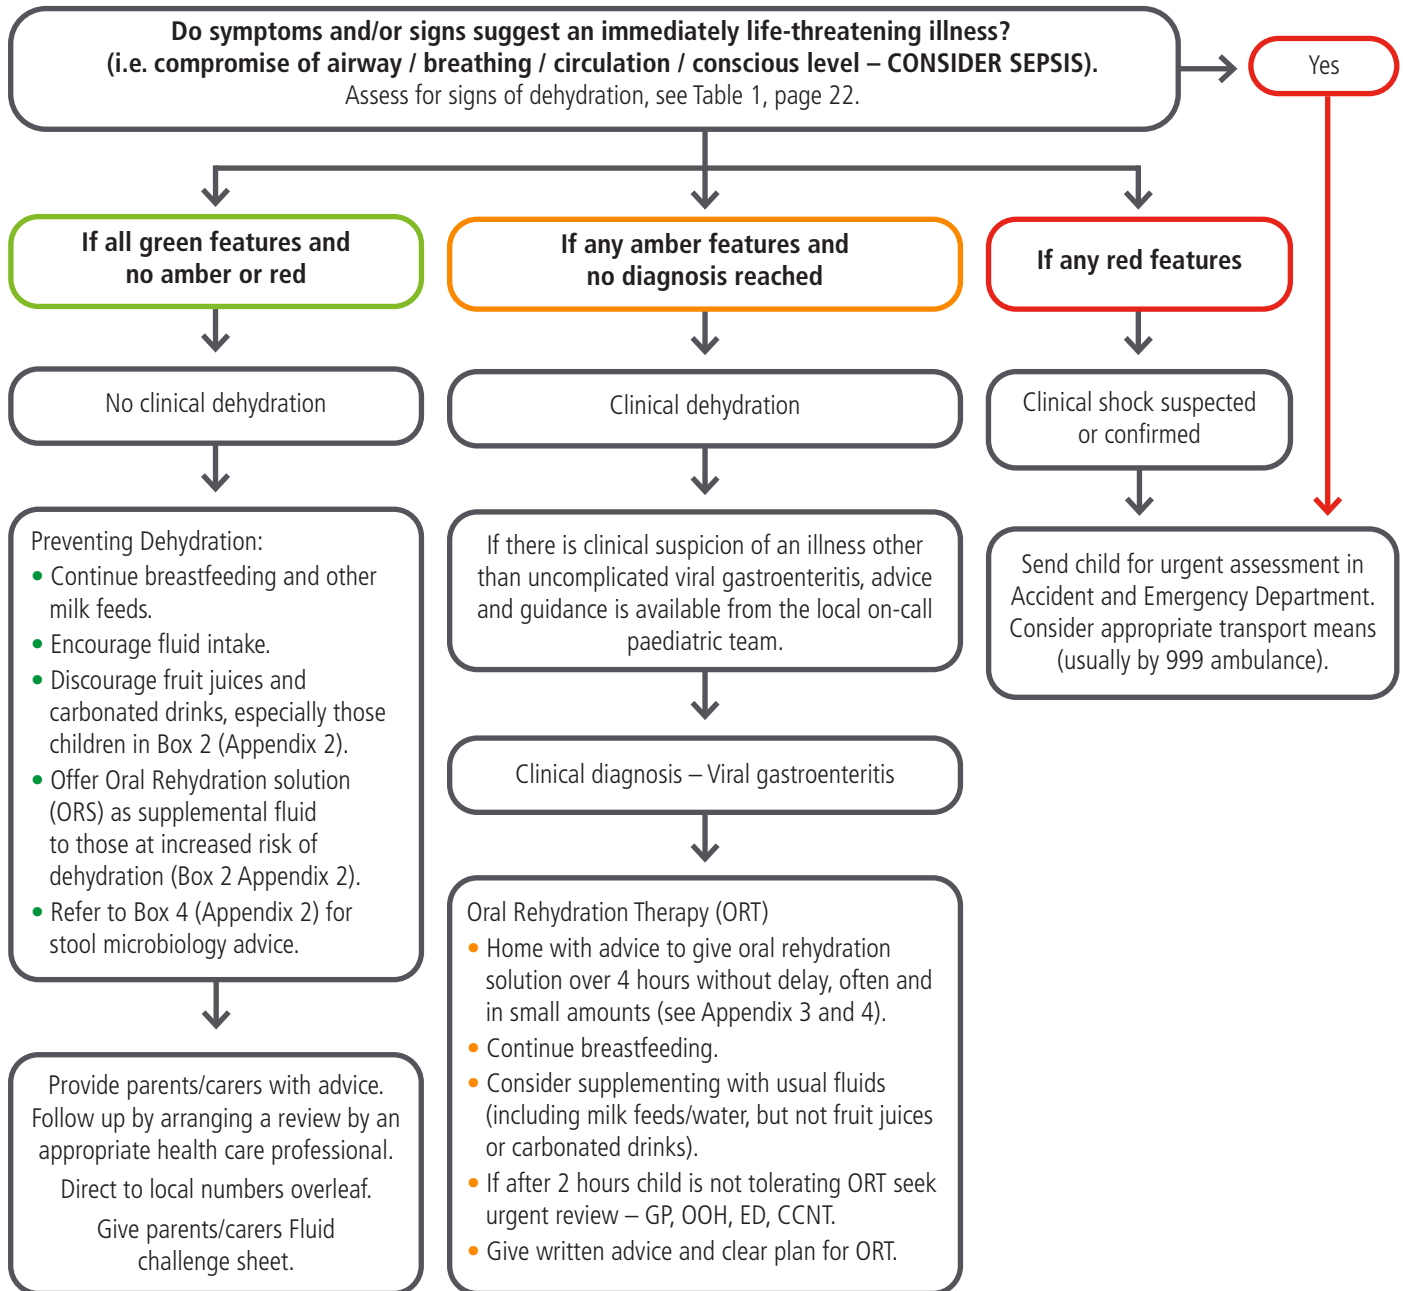 Do symptoms and/or signs suggest an immediately life-threatening illness?
(i.e. compromise of airway / breathing / circulation / conscious level – CONSIDER SEPSIS).
Assess for signs of dehydration, see Table 1, page 22.
Yes
If all green features and
no amber or red
No clinical dehydration
Preventing Dehydration:
• Continue breastfeeding and other
milk feeds.
• Encourage fluid intake.
• Discourage fruit juices and
carbonated drinks, especially those
children in Box 2 (Appendix 2).
• Offer Oral Rehydration solution
(ORS) as supplemental fluid
to those at increased risk of
dehydration (Box 2 Appendix 2).
• Refer to Box 4 (Appendix 2) for
stool microbiology advice.
Provide parents/carers with advice.
Follow up by arranging a review by an
appropriate health care professional.
Direct to local numbers overleaf.
Give parents/carers Fluid
challenge sheet.
If any amber features and
no diagnosis reached
Clinical dehydration
If there is clinical suspicion of an illness other
than uncomplicated viral gastroenteritis, advice
and guidance is available from the local on-call
paediatric team.
Clinical diagnosis – Viral gastroenteritis
Oral Rehydration Therapy (ORT)
• Home with advice to give oral rehydration
solution over 4 hours without delay, often and
in small amounts (see Appendix 3 and 4).
• Continue breastfeeding.
• Consider supplementing with usual fluids
(including milk feeds/water, but not fruit juices
or carbonated drinks).
• If after 2 hours child is not tolerating ORT seek
urgent review – GP, OOH, ED, CCNT.
• Give written advice and clear plan for ORT.
If any red features
Clinical shock suspected
or confirmed
Send child for urgent assessment in
Accident and Emergency Department.
Consider appropriate transport means
(usually by 999 ambulance).